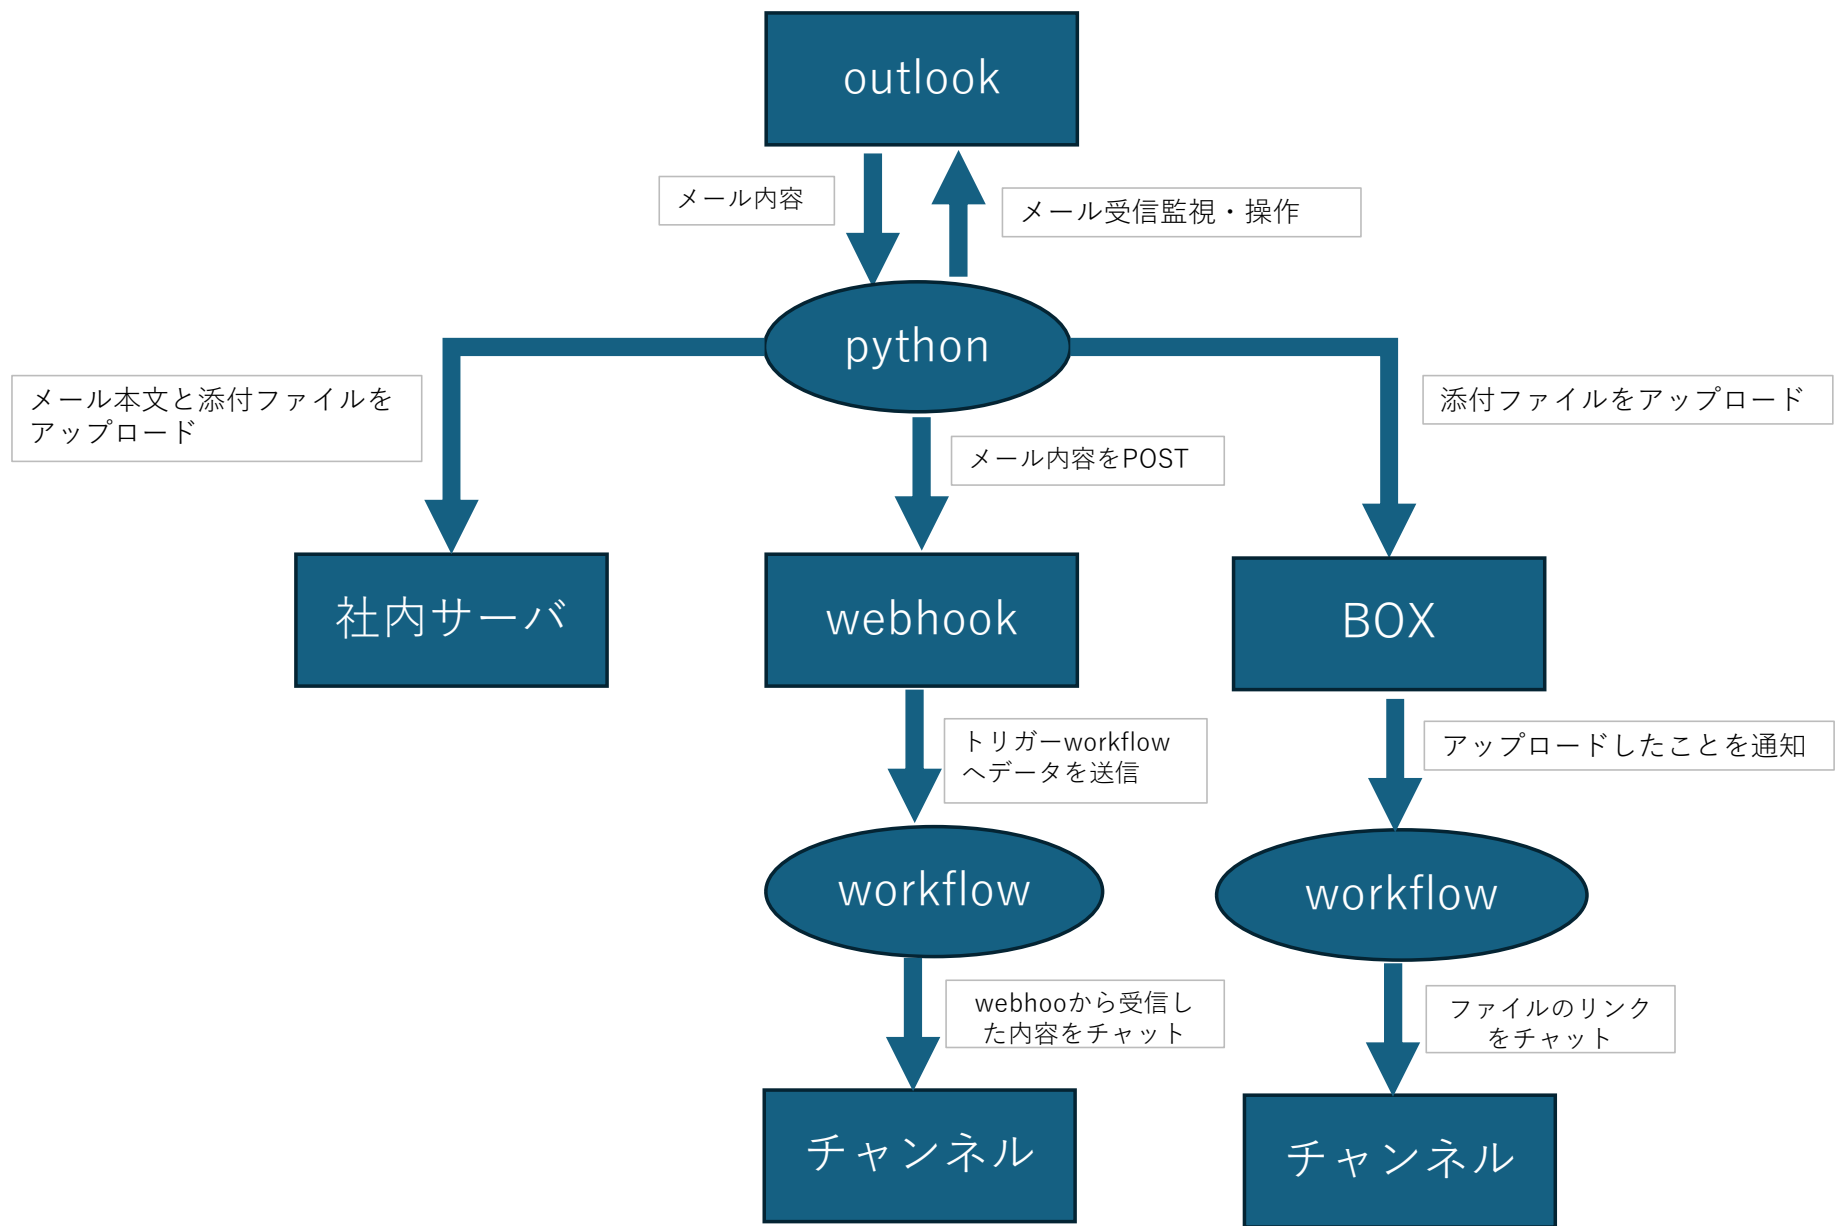 outlook
メール内容
メール受信監視・操作
python
メール本文と添付ファイルを
アップロード
添付ファイルをアップロード
メール内容をPOST
社内サーバ
webhook
BOX
トリガーworkflow
へデータを送信
アップロードしたことを通知
workflow
workflow
webhooから受信し
た内容をチャット
ファイルのリンク
をチャット
チャンネル
チャンネル